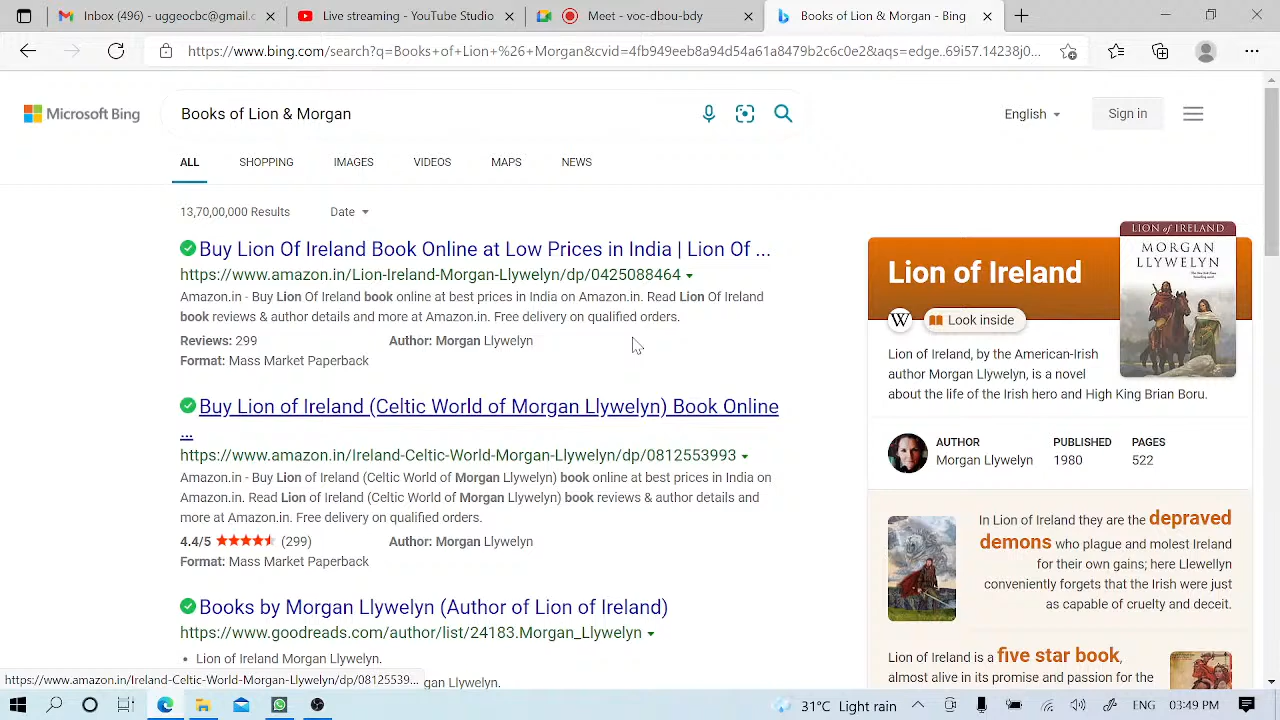 Inbox (496) - udgam1@gmail.c
YouTube live streaming - YouTube Studio
Meet - voc-dbou-bdy
Books of Lion & Morgan - Bing
https://www.bing.com/search?q=Books+of+Lion+%26+Morgan&cvid=4fb949eeb8a94d54a61a8479b2c6c0e2&aqs=edge..69i57.14238j0...
Microsoft Bing
Books of Lion & Morgan
English
Sign in
ALL
SHOPPING
IMAGES
VIDEOS
MAPS
NEWS
13,70,00,000 Results
Date
Buy Lion Of Ireland Book Online at Low Prices in India | Lion Of ...
https://www.amazon.in/Lion-Ireland-Morgan-Llywelyn/dp/0425088464
Amazon.in - Buy Lion Of Ireland book online at best prices in India on Amazon.in. Read Lion Of Ireland
book reviews & author details and more at Amazon.in. Free delivery on qualified orders.
Reviews: 299
Author: Morgan Llywelyn
Format: Mass Market Paperback
Buy Lion of Ireland (Celtic World of Morgan Llywelyn) Book Online
...
https://www.amazon.in/Ireland-Celtic-World-Morgan-Llywelyn/dp/0812553993
Amazon.in - Buy Lion of Ireland (Celtic World of Morgan Llywelyn) book online at best prices in India on
Amazon.in. Read Lion of Ireland (Celtic World of Morgan Llywelyn) book reviews & author details and
more at Amazon.in. Free delivery on qualified orders.
4.4/5
(299)
Author: Morgan Llywelyn
Format: Mass Market Paperback
Books by Morgan Llywelyn (Author of Lion of Ireland)
https://www.goodreads.com/author/list/24183.Morgan_Llywelyn
• Lion of Ireland Morgan Llywelyn.
gan Llywelyn.
https://www.amazon.in/Ireland-Celtic-World-Morgan-Llywelyn/dp/08125539...
Lion of Ireland
W
Look inside
LION OF IRELAND
MORGAN
LLYWELYN
Lion of Ireland, by the American-Irish
author Morgan Llywelyn, is a novel
about the life of the Irish hero and High King Brian Boru.
AUTHOR
Morgan Llywelyn
PUBLISHED
1980
PAGES
522
In Lion of Ireland they are the depraved
demons who plague and molest Ireland
for their own gains; here Llewellyn
conveniently forgets that the Irish were just
as capable of cruelty and deceit.
Lion of Ireland is a five star book,
almost alive in its promise and passion for the
31°C Light rain
ENG
03:49 PM